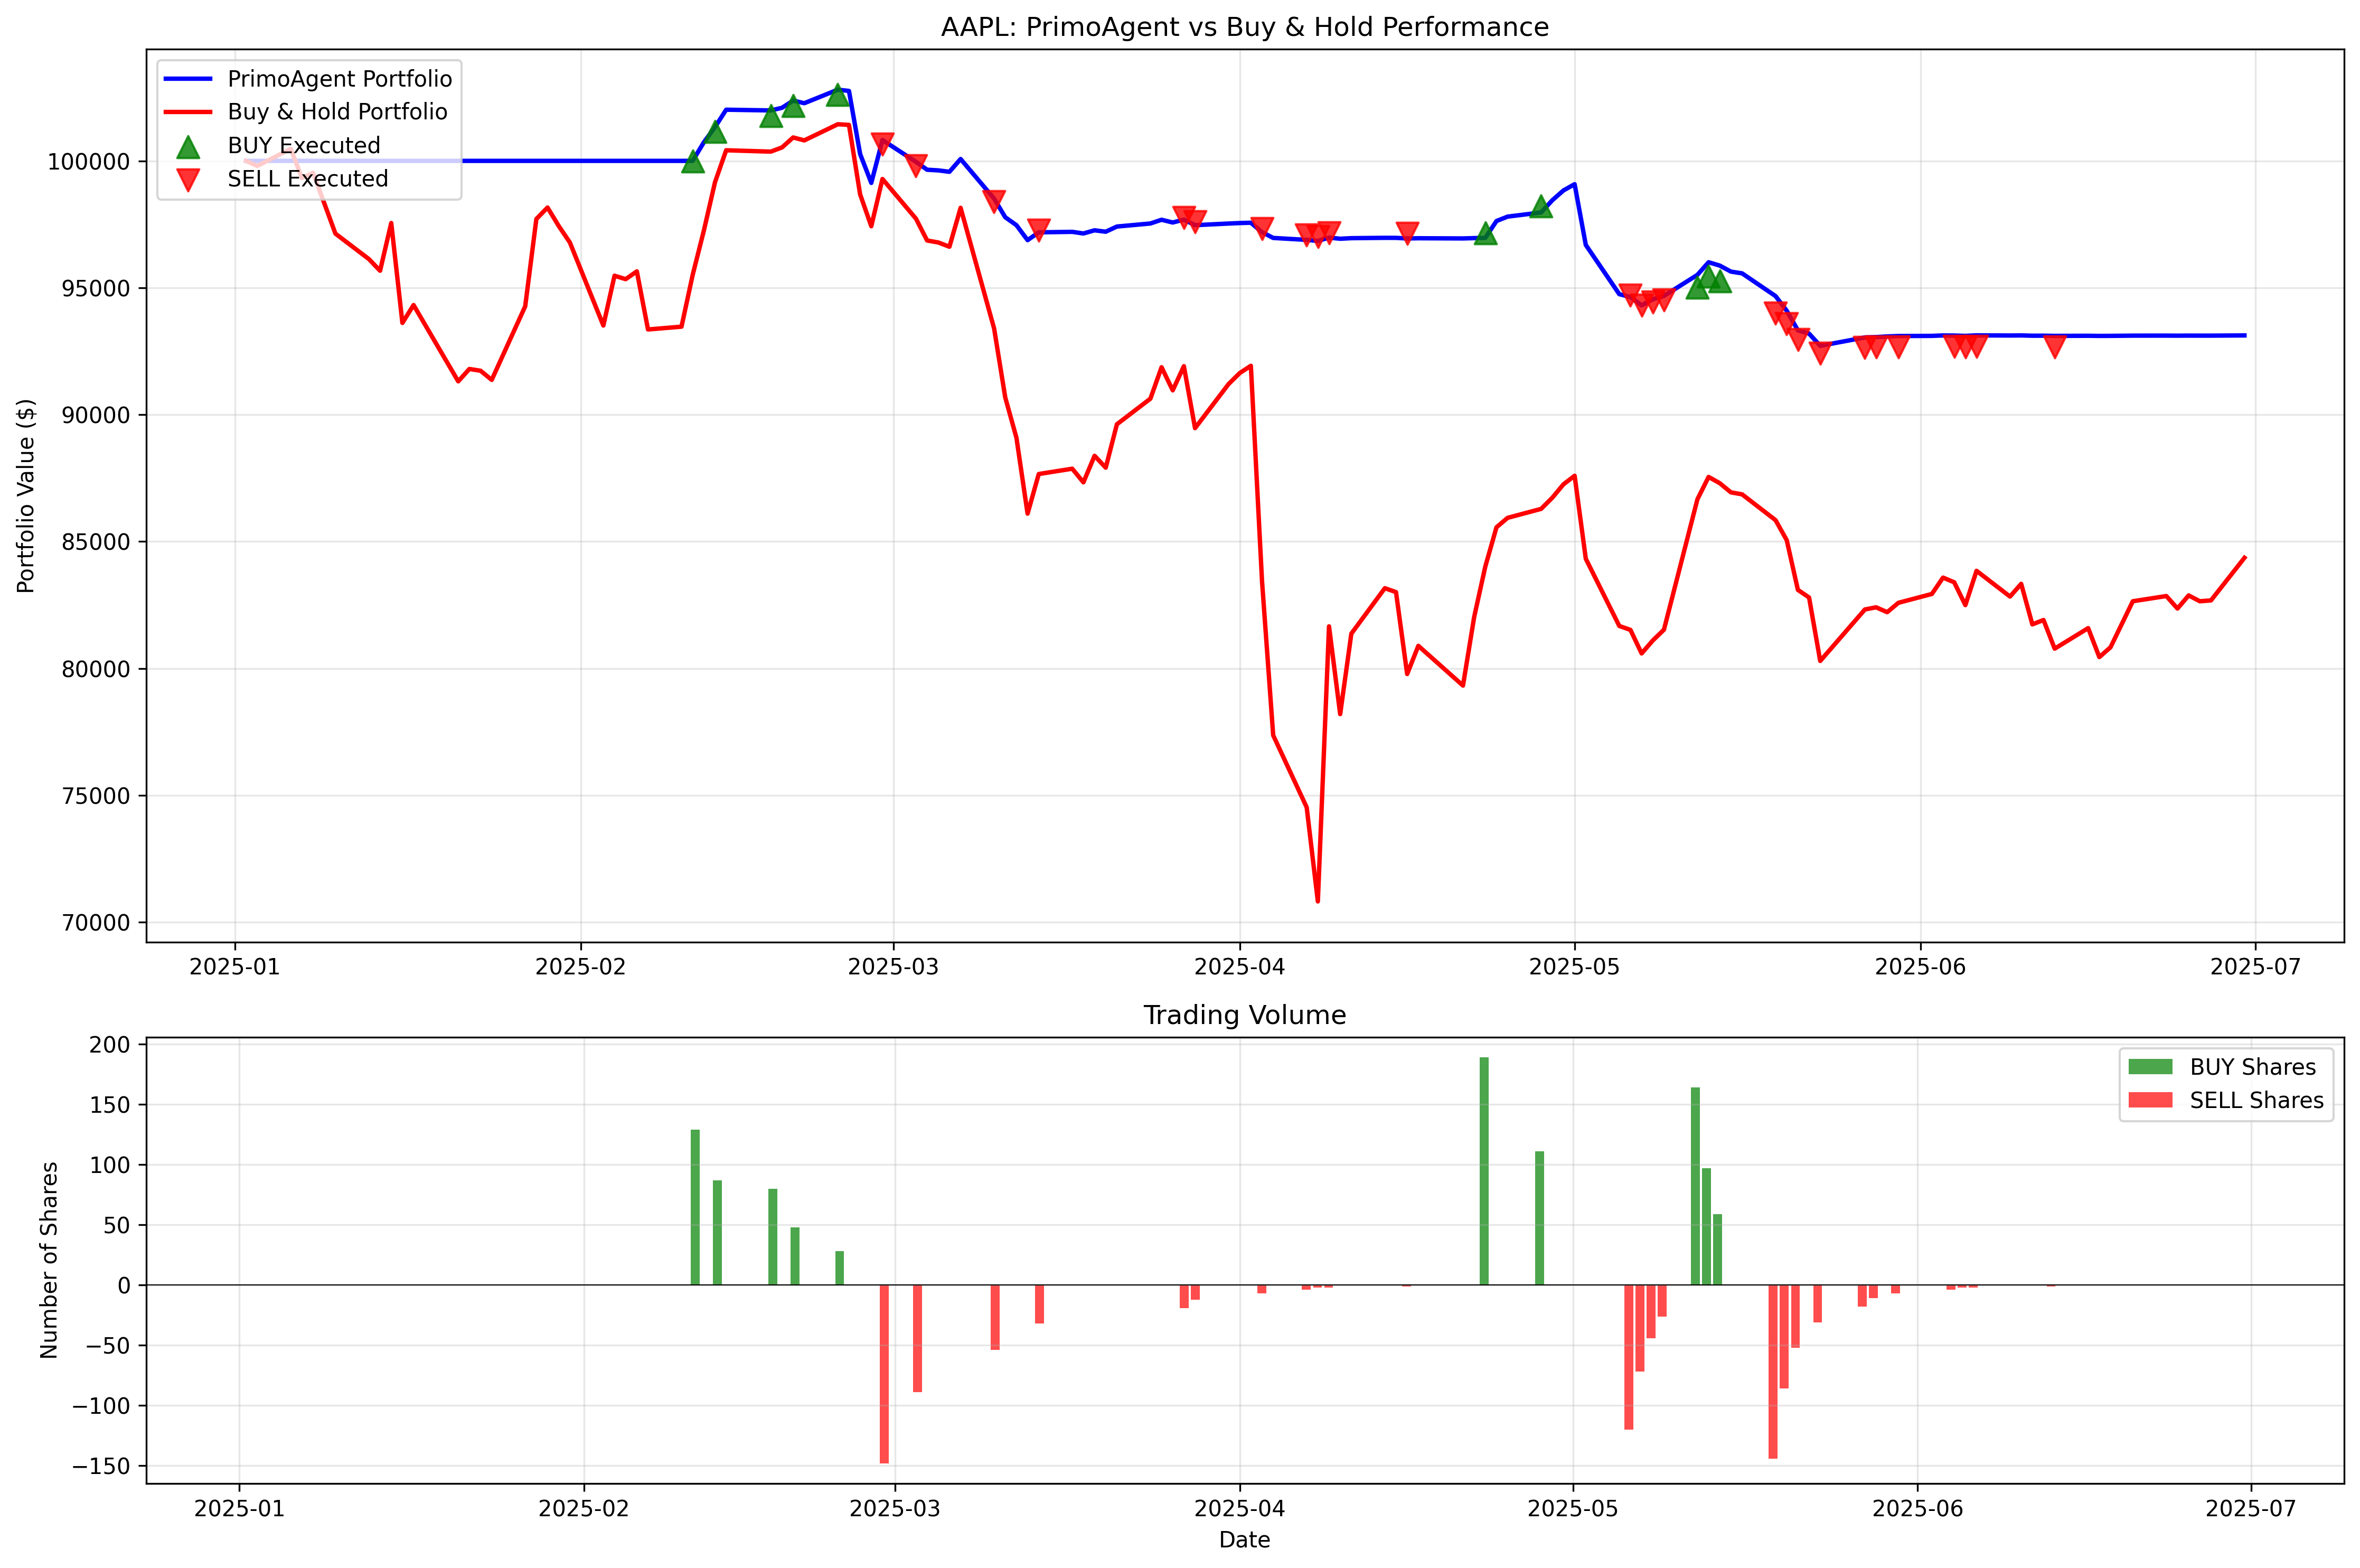 AAPL: PrimoAgent vs Buy & Hold Performance
PrimoAgent Portfolio
Buy & Hold Portfolio
BUY Executed
SELL Executed
Portfolio Value ($)
100000
95000
90000
85000
80000
75000
70000
2025-01 2025-02 2025-03 2025-04 2025-05 2025-06 2025-07
Trading Volume
BUY Shares
SELL Shares
Number of Shares
200
150
100
50
0
−50
−100
−150
2025-01 2025-02 2025-03 2025-04 2025-05 2025-06 2025-07
Date